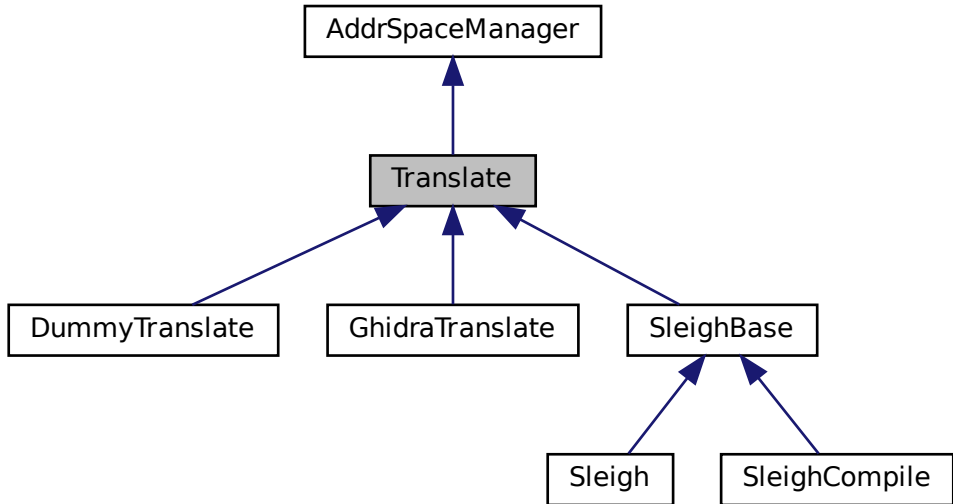 AddrSpaceManager
Translate
DummyTranslate
GhidraTranslate
SleighBase
Sleigh
SleighCompile